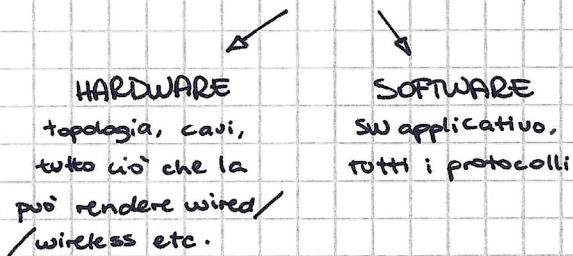 HARDWARE
topologia, cavi,
tutto ciò che la
può rendere wired/
/wireless etc.
SOFTWARE
SW applicativo,
tutti i protocolli